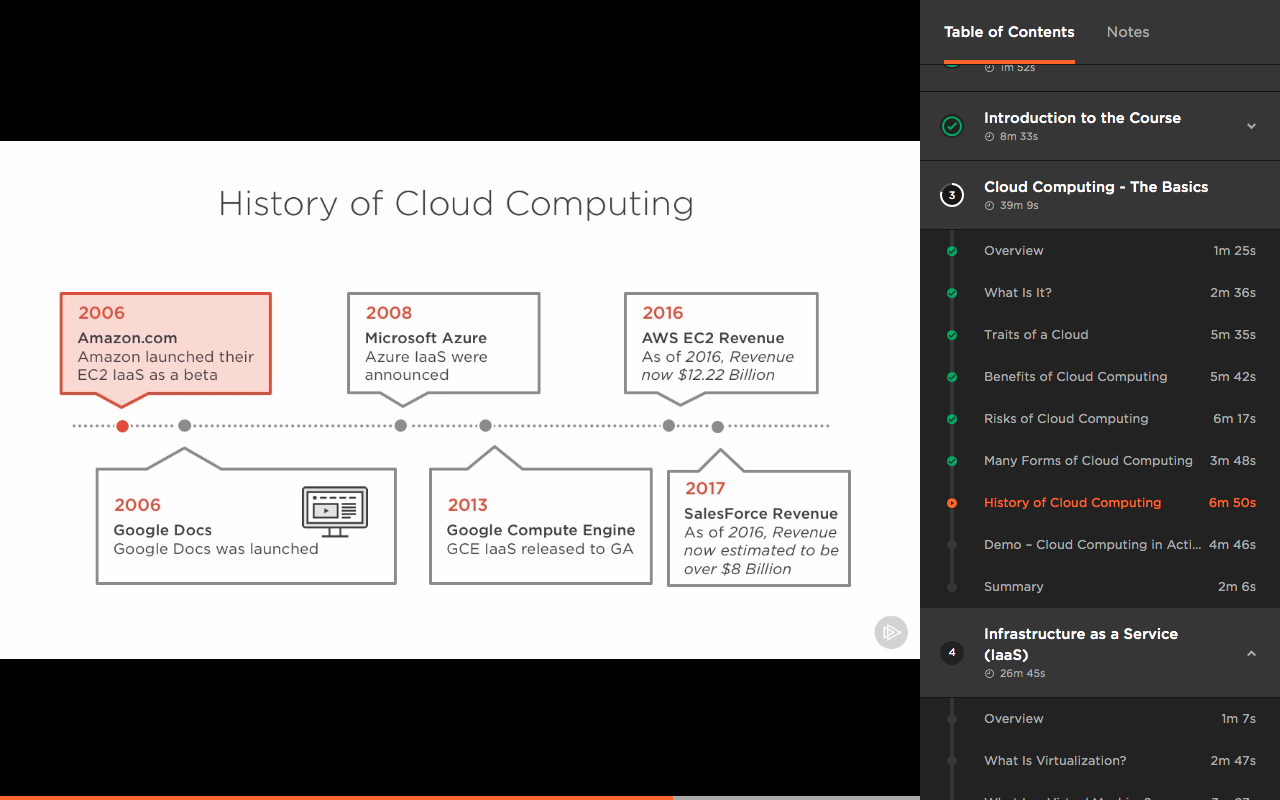 History of Cloud Computing
2006
Amazon.com
Amazon launched their
EC2 IaaS as a beta
2008
Microsoft Azure
Azure IaaS were
announced
2016
AWS EC2 Revenue
As of 2016, Revenue
now $12.22 Billion
2006
Google Docs
Google Docs was launched
2013
Google Compute Engine
GCE IaaS released to GA
2017
SalesForce Revenue
As of 2016, Revenue
now estimated to be
over $8 Billion
Table of Contents Notes
1m 52s
Introduction to the Course
8m 33s
3
Cloud Computing - The Basics
39m 9s
Overview 1m 25s
What Is It? 2m 36s
Traits of a Cloud 5m 35s
Benefits of Cloud Computing 5m 42s
Risks of Cloud Computing 6m 17s
Many Forms of Cloud Computing 3m 48s
History of Cloud Computing 6m 50s
Demo – Cloud Computing in Acti... 4m 46s
Summary 2m 6s
4
Infrastructure as a Service
(IaaS)
26m 45s
Overview 1m 7s
What Is Virtualization? 2m 47s